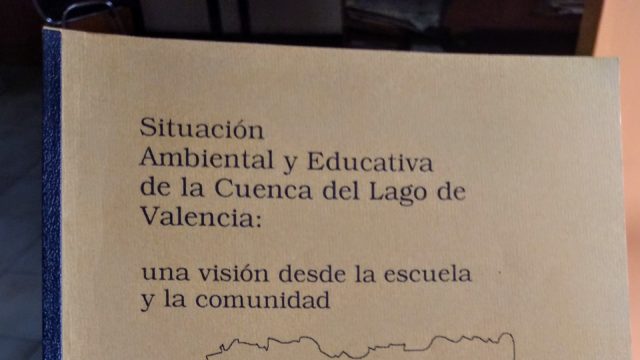 Situación
Ambiental y Educativa
de la Cuenca del Lago de
Valencia:
una visión desde la escuela
y la comunidad